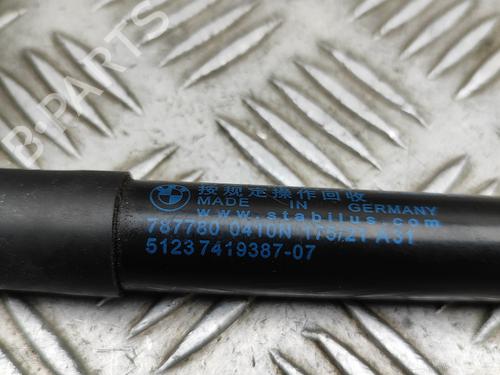 B-PARTS
按规定操作回收
MADE IN GERMANY
www.stabilus.com
787780 0410N 175/21 A31
51237419387-07